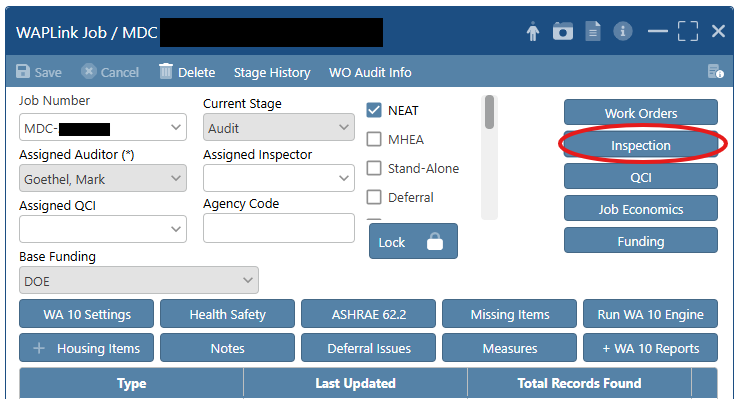 WAPLink Job / MDC
Save Cancel Delete Stage History WO Audit Info
Job Number
MDC-
Current Stage
Audit
Assigned Auditor (*)
Goethel, Mark
Assigned Inspector
Assigned QCI
Agency Code
Base Funding
DOE
NEAT
MHEA
Stand-Alone
Deferral
Lock
Work Orders
Inspection
QCI
Job Economics
Funding
WA 10 Settings Health Safety ASHRAE 62.2 Missing Items Run WA 10 Engine
+ Housing Items Notes Deferral Issues Measures + WA 10 Reports
Type Last Updated Total Records Found